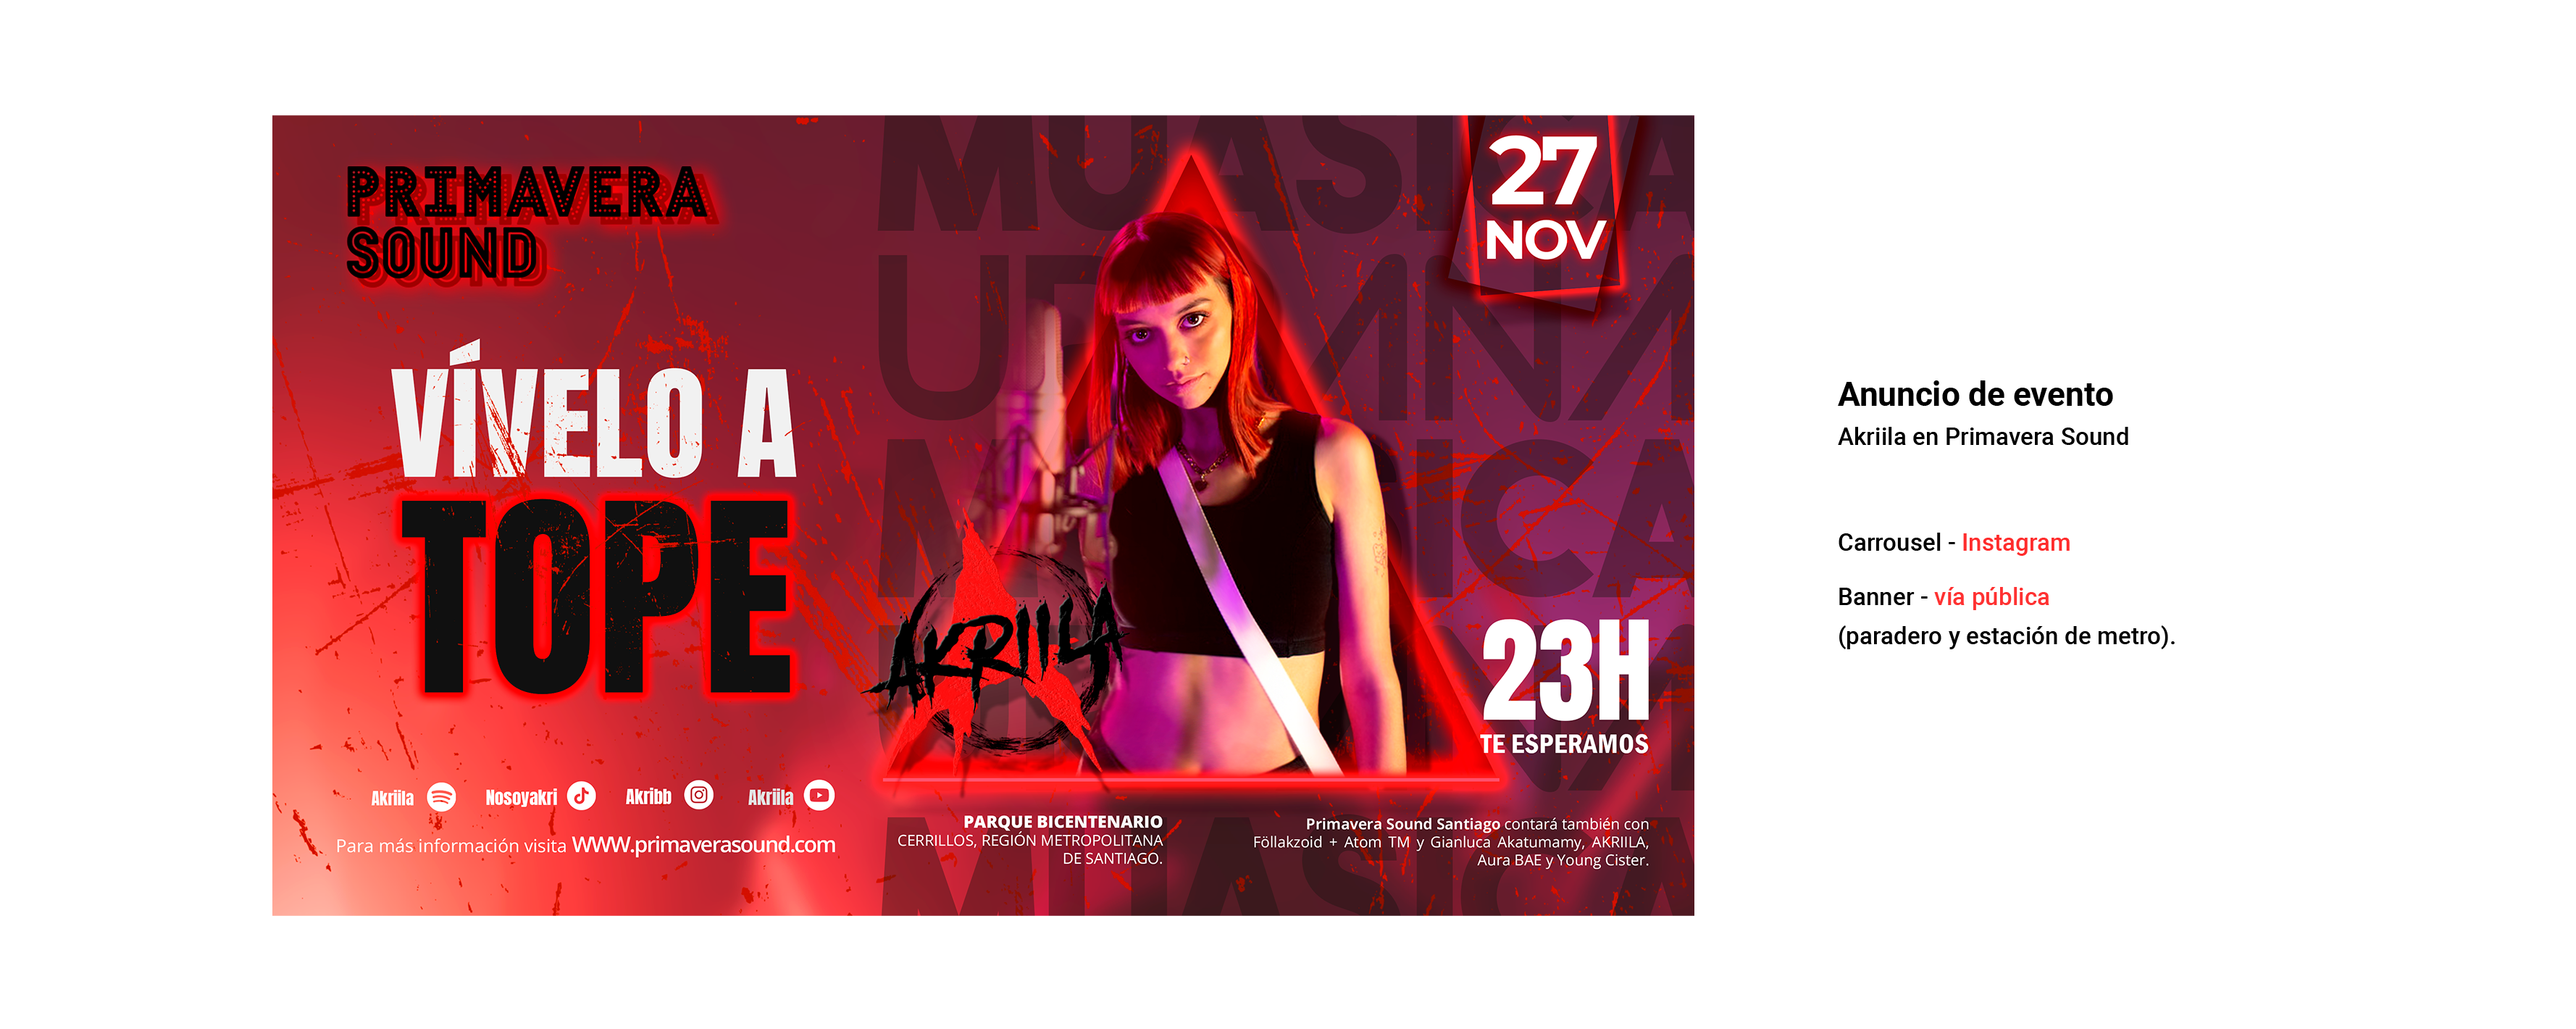 PRIMAVERA
SOUND
VÍVELO A
TOPE
Akriila
Nosoyakri
Akribb
Akriila
Para más información visita WWW.primaverasound.com
MUASICA
27
NOV
AKRIILA
23H
TE ESPERAMOS
PARQUE BICENTENARIO
CERRILLOS, REGIÓN METROPOLITANA
DE SANTIAGO.
Primavera Sound Santiago contará también con
Föllakzoid + Atom TM y Gianluca Akatumamy, AKRIILA,
Aura BAE y Young Cister.
Anuncio de evento
Akriila en Primavera Sound
Carrousel - Instagram
Banner - vía pública
(paradero y estación de metro).